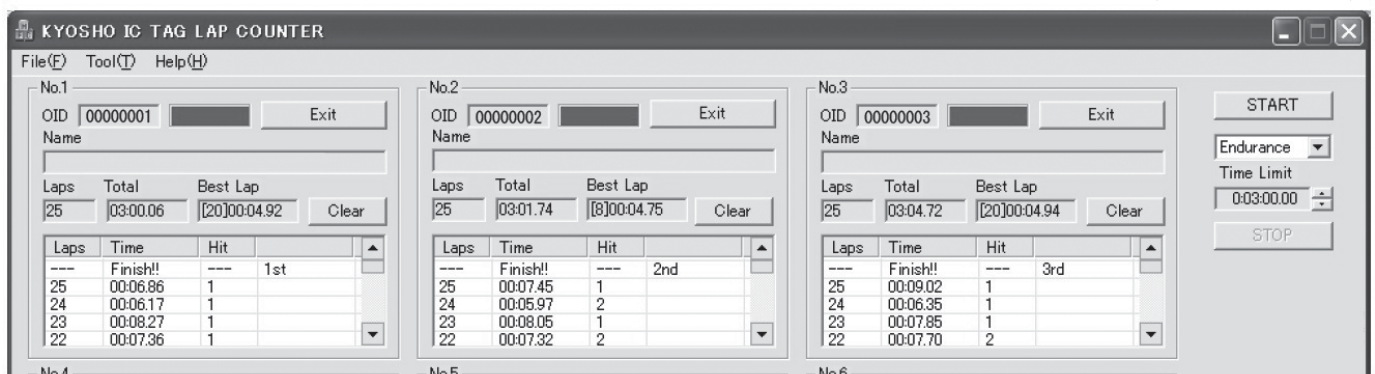 KYOSHO IC TAG LAP COUNTER
File(F) Tool(T) Help(H)
No.1
OID 00000001 Exit
Name
Laps Total Best Lap
25 03:00.06 [20]00:04.92 Clear
Laps Time Hit
--- Finish!! --- 1st
25 00:06.86 1
24 00:06.17 1
23 00:08.27 1
22 00:07.36 1
No.2
OID 00000002 Exit
Name
Laps Total Best Lap
25 03:01.74 [8]00:04.75 Clear
Laps Time Hit
--- Finish!! --- 2nd
25 00:07.45 1
24 00:05.97 2
23 00:08.05 1
22 00:07.32 2
No.3
OID 00000003 Exit
Name
Laps Total Best Lap
25 03:04.72 [20]00:04.94 Clear
Laps Time Hit
--- Finish!! --- 3rd
25 00:09.02 1
24 00:06.35 1
23 00:07.85 1
22 00:07.70 2
START
Endurance
Time Limit
0:03:00.00
STOP
No.4 No.5 No.6